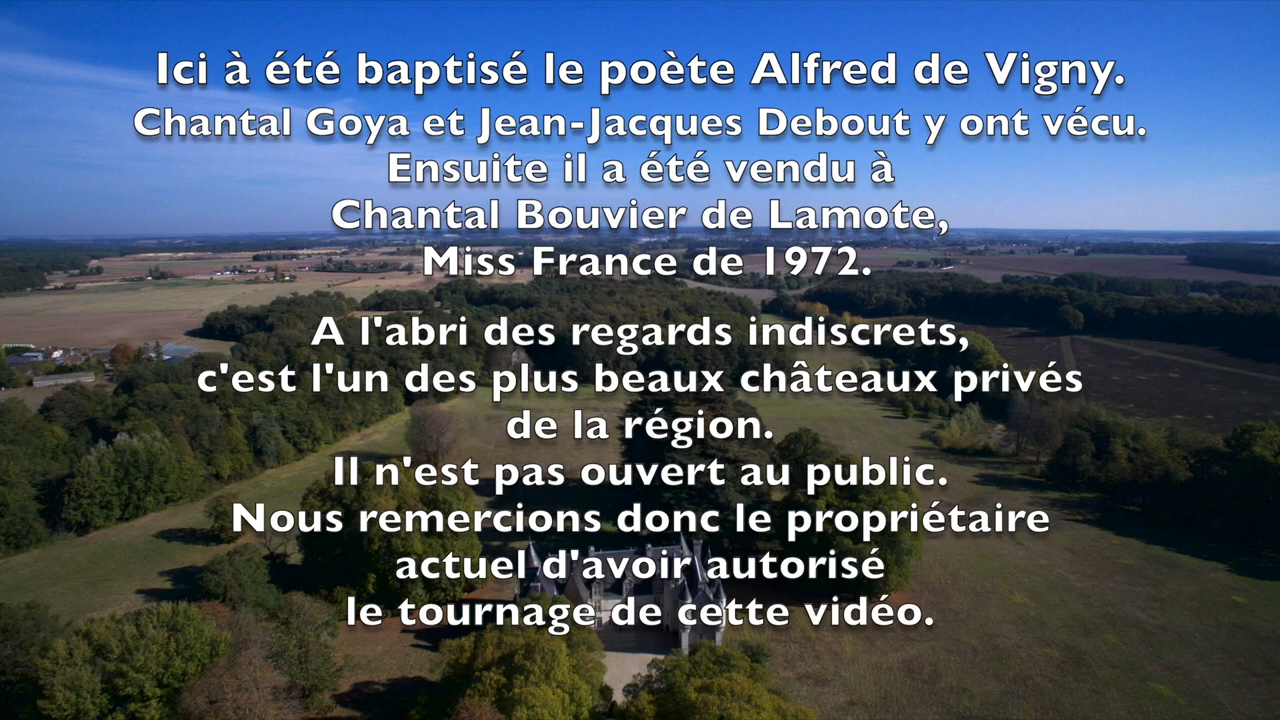 Ici à été baptisé le poète Alfred de Vigny.
Chantal Goya et Jean-Jacques Debout y ont vécu.
Ensuite il a été vendu à
Chantal Bouvier de Lamote,
Miss France de 1972.
A l'abri des regards indiscrets,
c'est l'un des plus beaux châteaux privés
de la région.
Il n'est pas ouvert au public.
Nous remercions donc le propriétaire
actuel d'avoir autorisé
le tournage de cette vidéo.